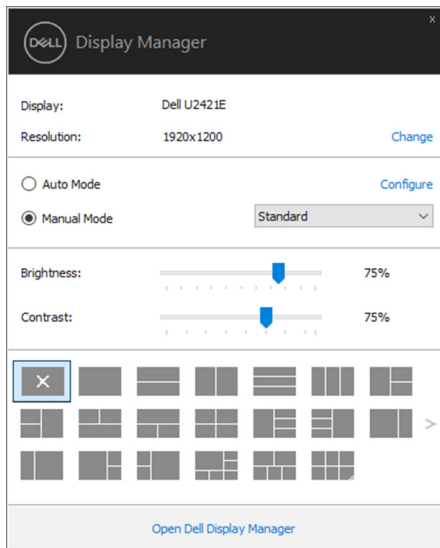 x
DELL Display Manager
Display: Dell U2421E
Resolution: 1920x1200 Change
Auto Mode Configure
Manual Mode Standard
Brightness: 75%
Contrast: 75%
Open Dell Display Manager